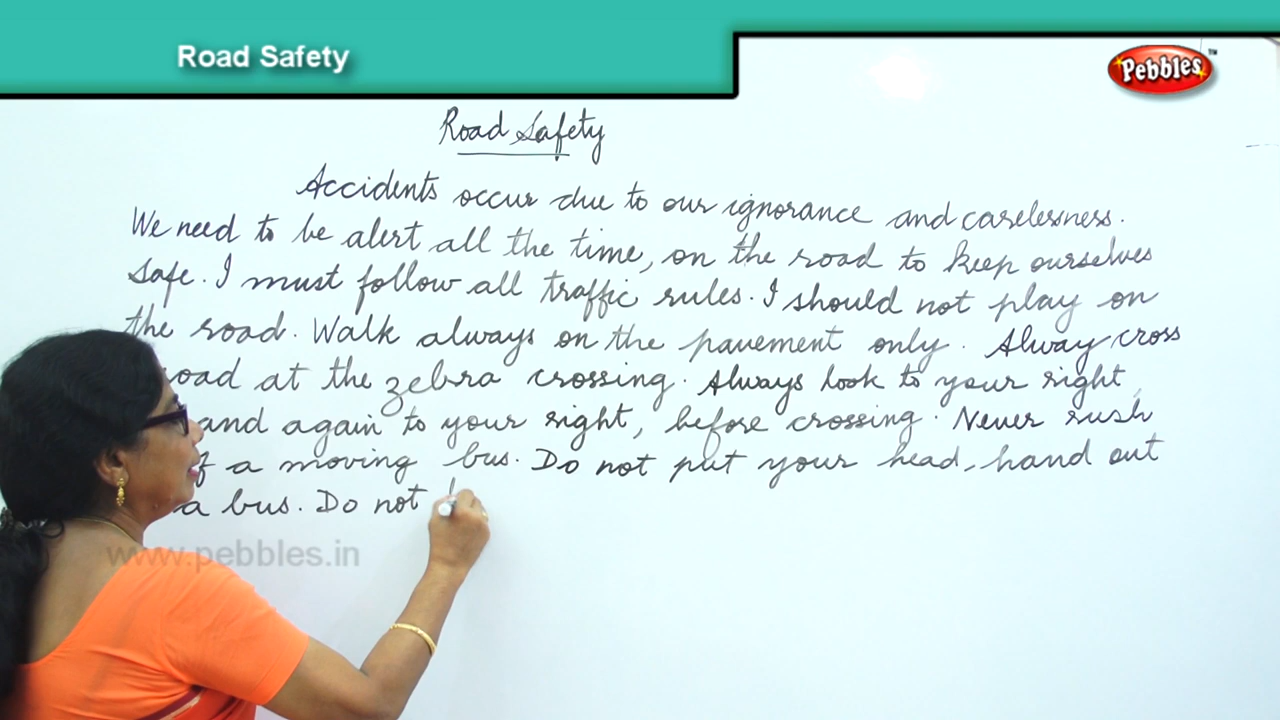 Road Safety
Pebbles™
Road Safety
Accidents occur due to our ignorance and carelessness.
We need to be alert all the time, on the road to keep ourselves
safe. I must follow all traffic rules. I should not play on
the road. Walk always on the pavement only. Alway cross
road at the zebra crossing. Always look to your right,
and again to your right, before crossing. Never rush
a moving bus. Do not put your head, hand out
a bus. Do not
www.pebbles.in